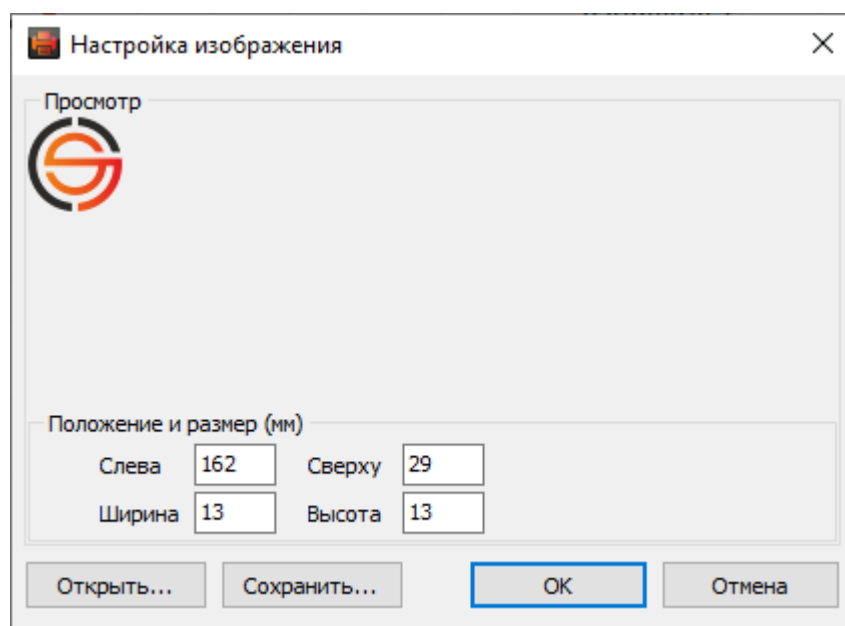 Настройка изображения
Просмотр
Положение и размер (мм)
Слева 162 Сверху 29
Ширина 13 Высота 13
Открыть... Сохранить... OK Отмена